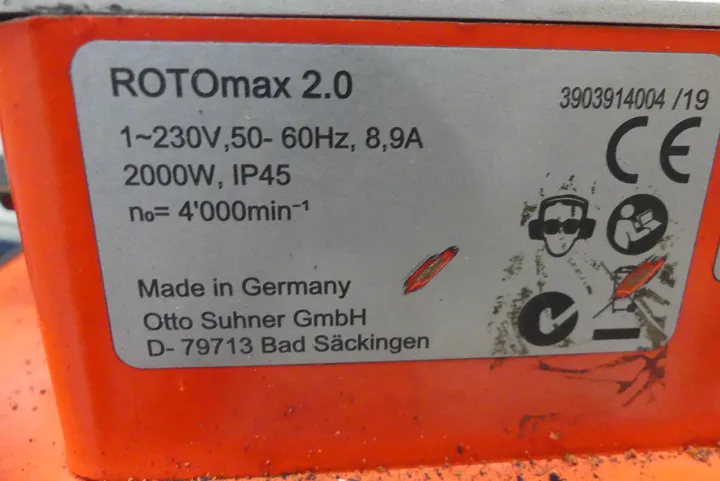 ROTOmax 2.0
3903914004 /19
1~230V,50- 60Hz, 8,9A
2000W, IP45
n₀= 4'000min⁻¹
CE
Made in Germany
Otto Suhner GmbH
D- 79713 Bad Säckingen